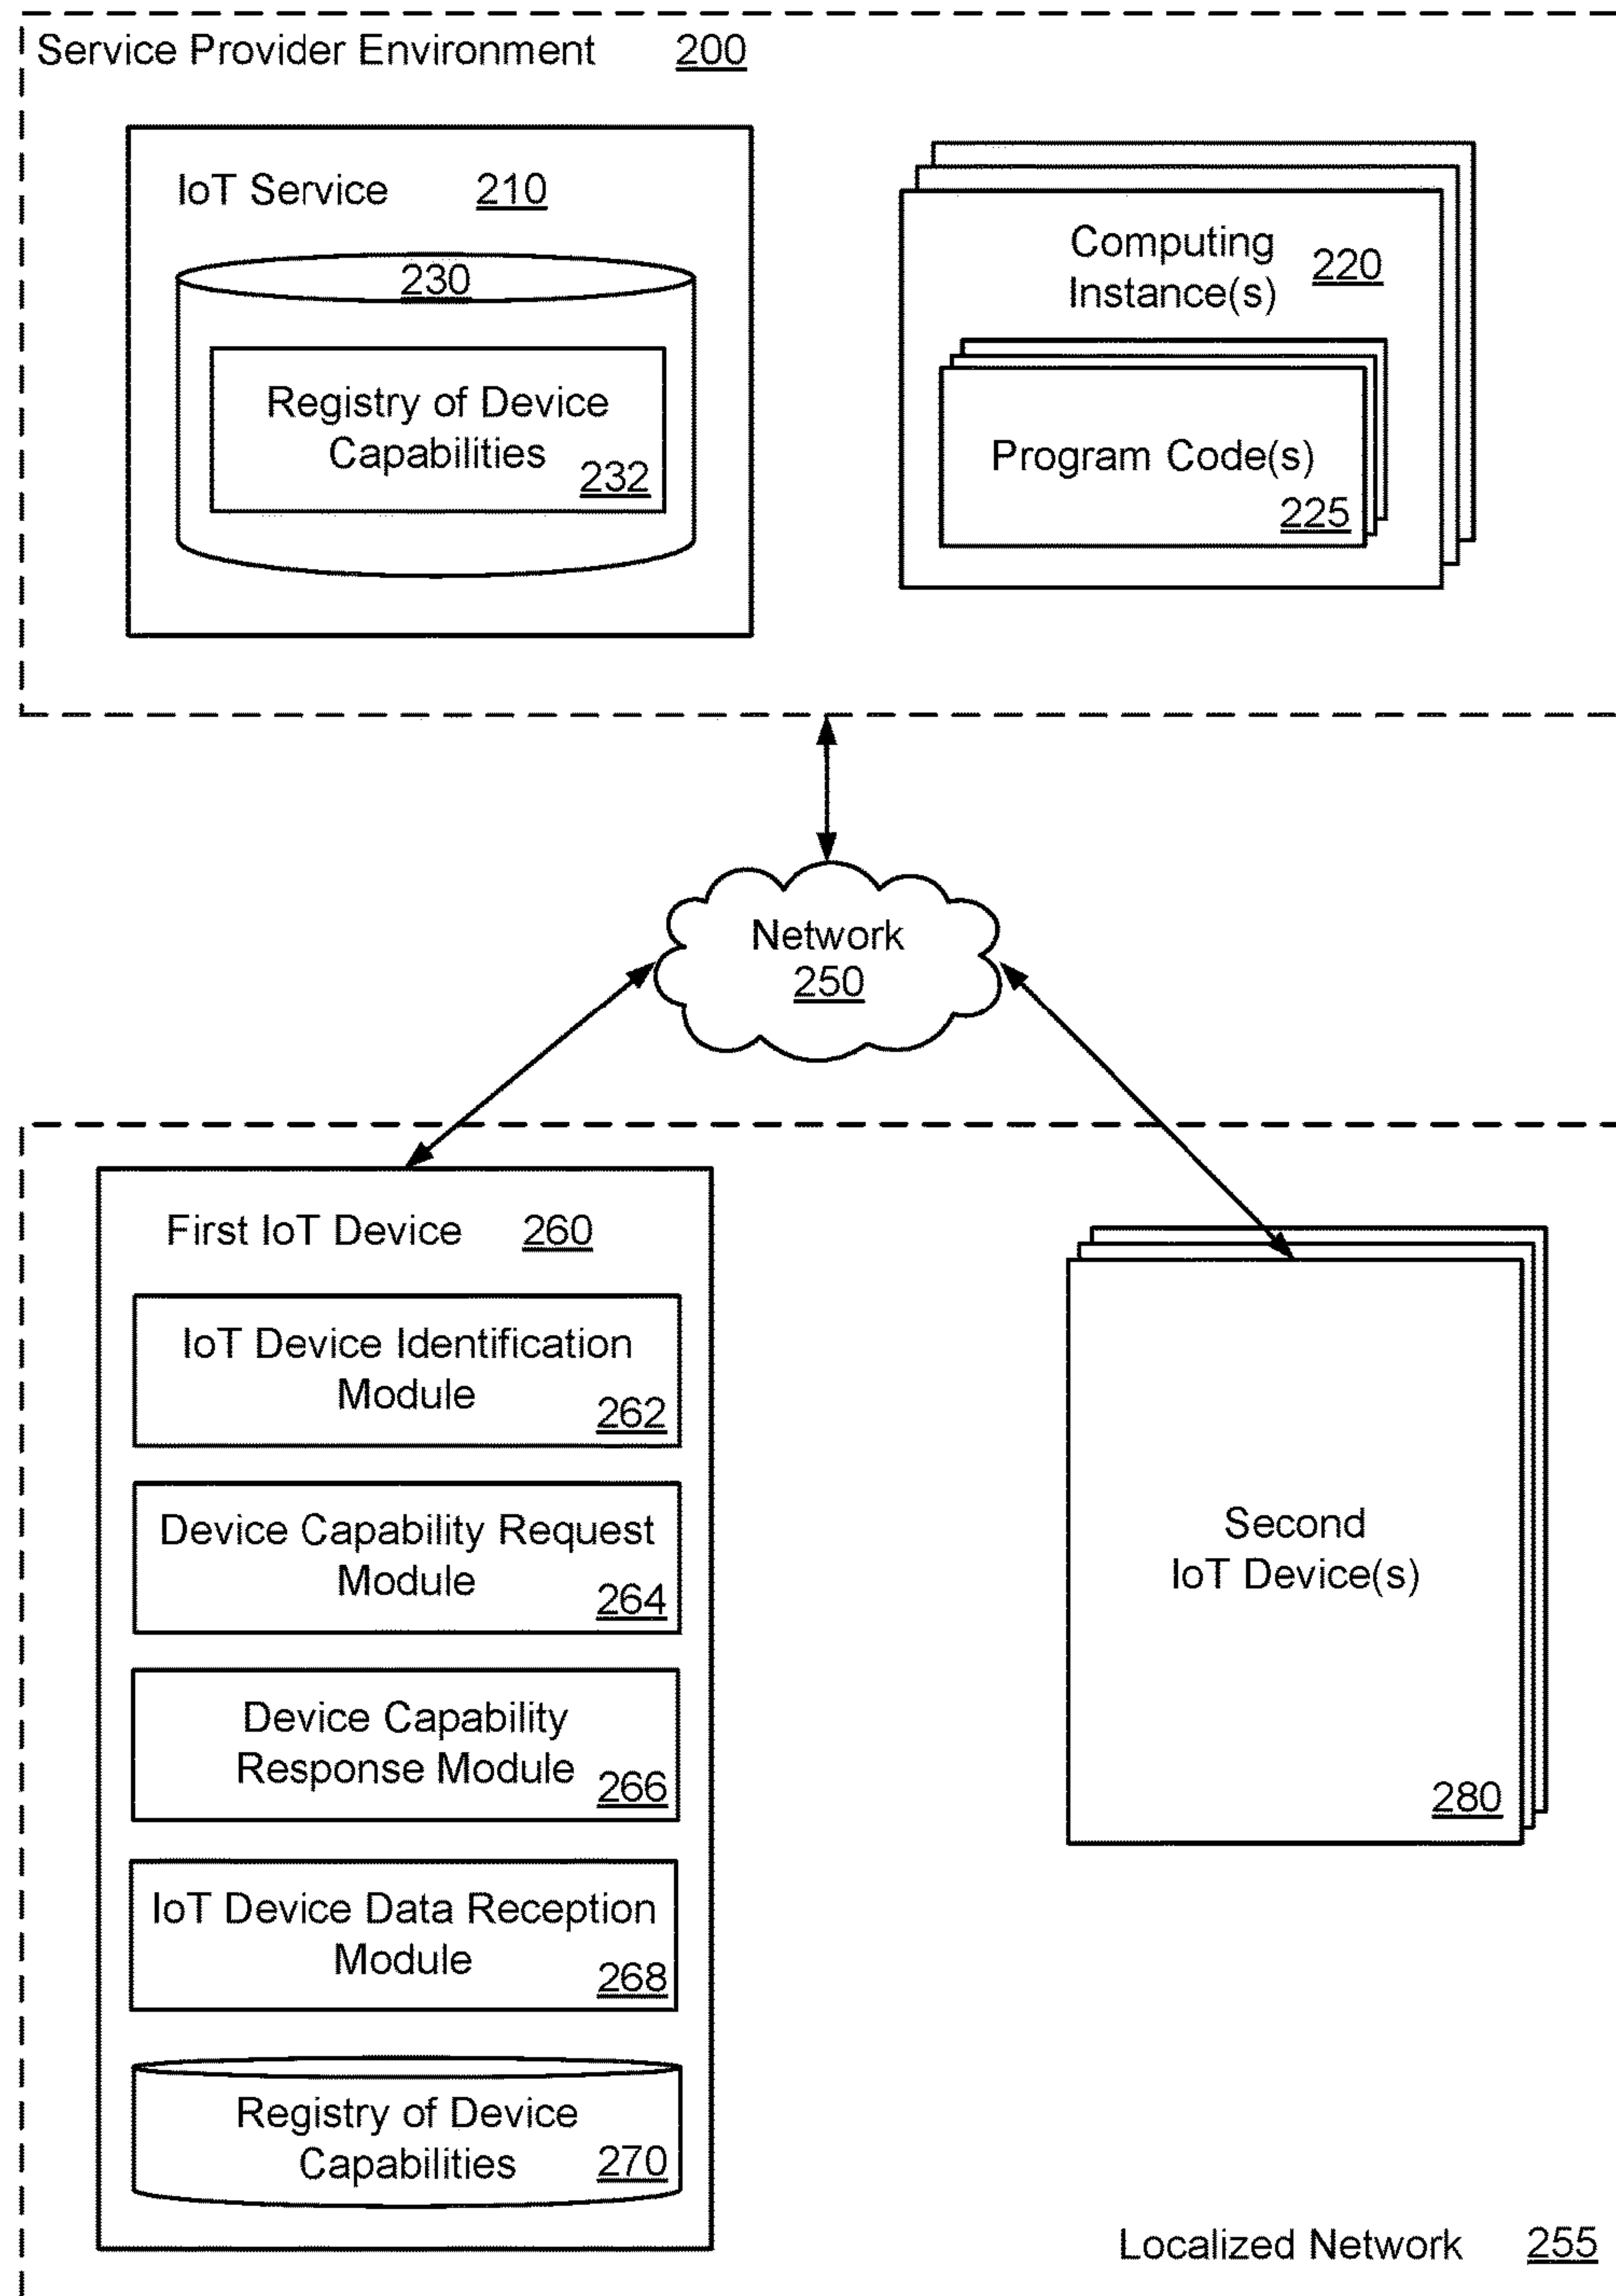 Service Provider Environment 200
IoT Service 210
230
Registry of Device
Capabilities
232
Computing
Instance(s)
220
Program Code(s)
225
Network
250
First IoT Device 260
IoT Device Identification
Module
262
Device Capability Request
Module
264
Device Capability
Response Module
266
IoT Device Data Reception
Module
268
Registry of Device
Capabilities
270
Second
IoT Device(s)
280
Localized Network 255